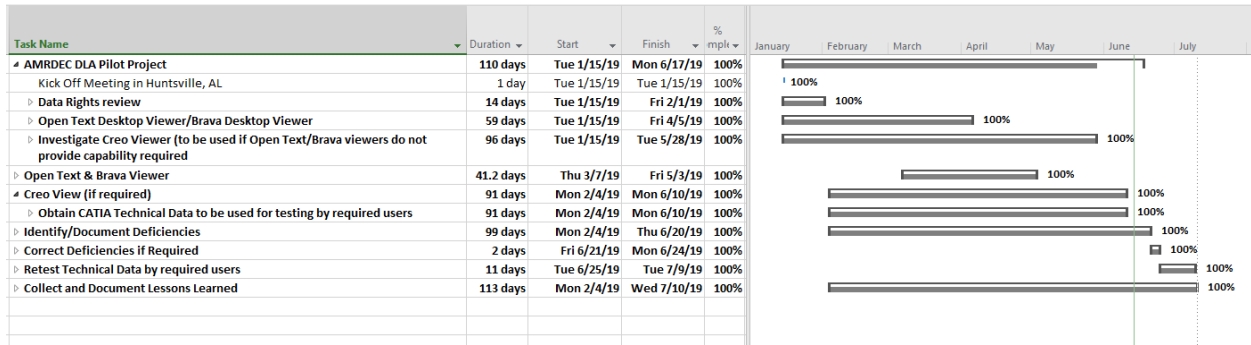 %
Task Name Duration Start Finish mple January February March April May June July
AMRDEC DLA Pilot Project 110 days Tue 1/15/19 Mon 6/17/19 100%
Kick Off Meeting in Huntsville, AL 1 day Tue 1/15/19 Tue 1/15/19 100% 100%
Data Rights review 14 days Tue 1/15/19 Fri 2/1/19 100% 100%
Open Text Desktop Viewer/Brava Desktop Viewer 59 days Tue 1/15/19 Fri 4/5/19 100% 100%
Investigate Creo Viewer (to be used if Open Text/Brava viewers do not 96 days Tue 1/15/19 Tue 5/28/19 100% 100%
provide capability required
Open Text & Brava Viewer 41.2 days Thu 3/7/19 Fri 5/3/19 100% 100%
Creo View (if required) 91 days Mon 2/4/19 Mon 6/10/19 100% 100%
Obtain CATIA Technical Data to be used for testing by required users 91 days Mon 2/4/19 Mon 6/10/19 100% 100%
Identify/Document Deficiencies 99 days Mon 2/4/19 Thu 6/20/19 100% 100%
Correct Deficiencies if Required 2 days Fri 6/21/19 Mon 6/24/19 100% 100%
Retest Technical Data by required users 11 days Tue 6/25/19 Tue 7/9/19 100% 100%
Collect and Document Lessons Learned 113 days Mon 2/4/19 Wed 7/10/19 100% 100%